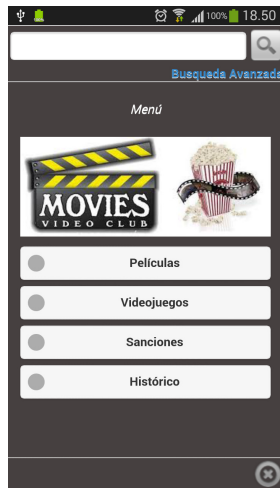 100% 18.50
Busqueda Avanzada
Menú
MOVIES
VIDEO CLUB
Películas
Videojuegos
Sanciones
Histórico